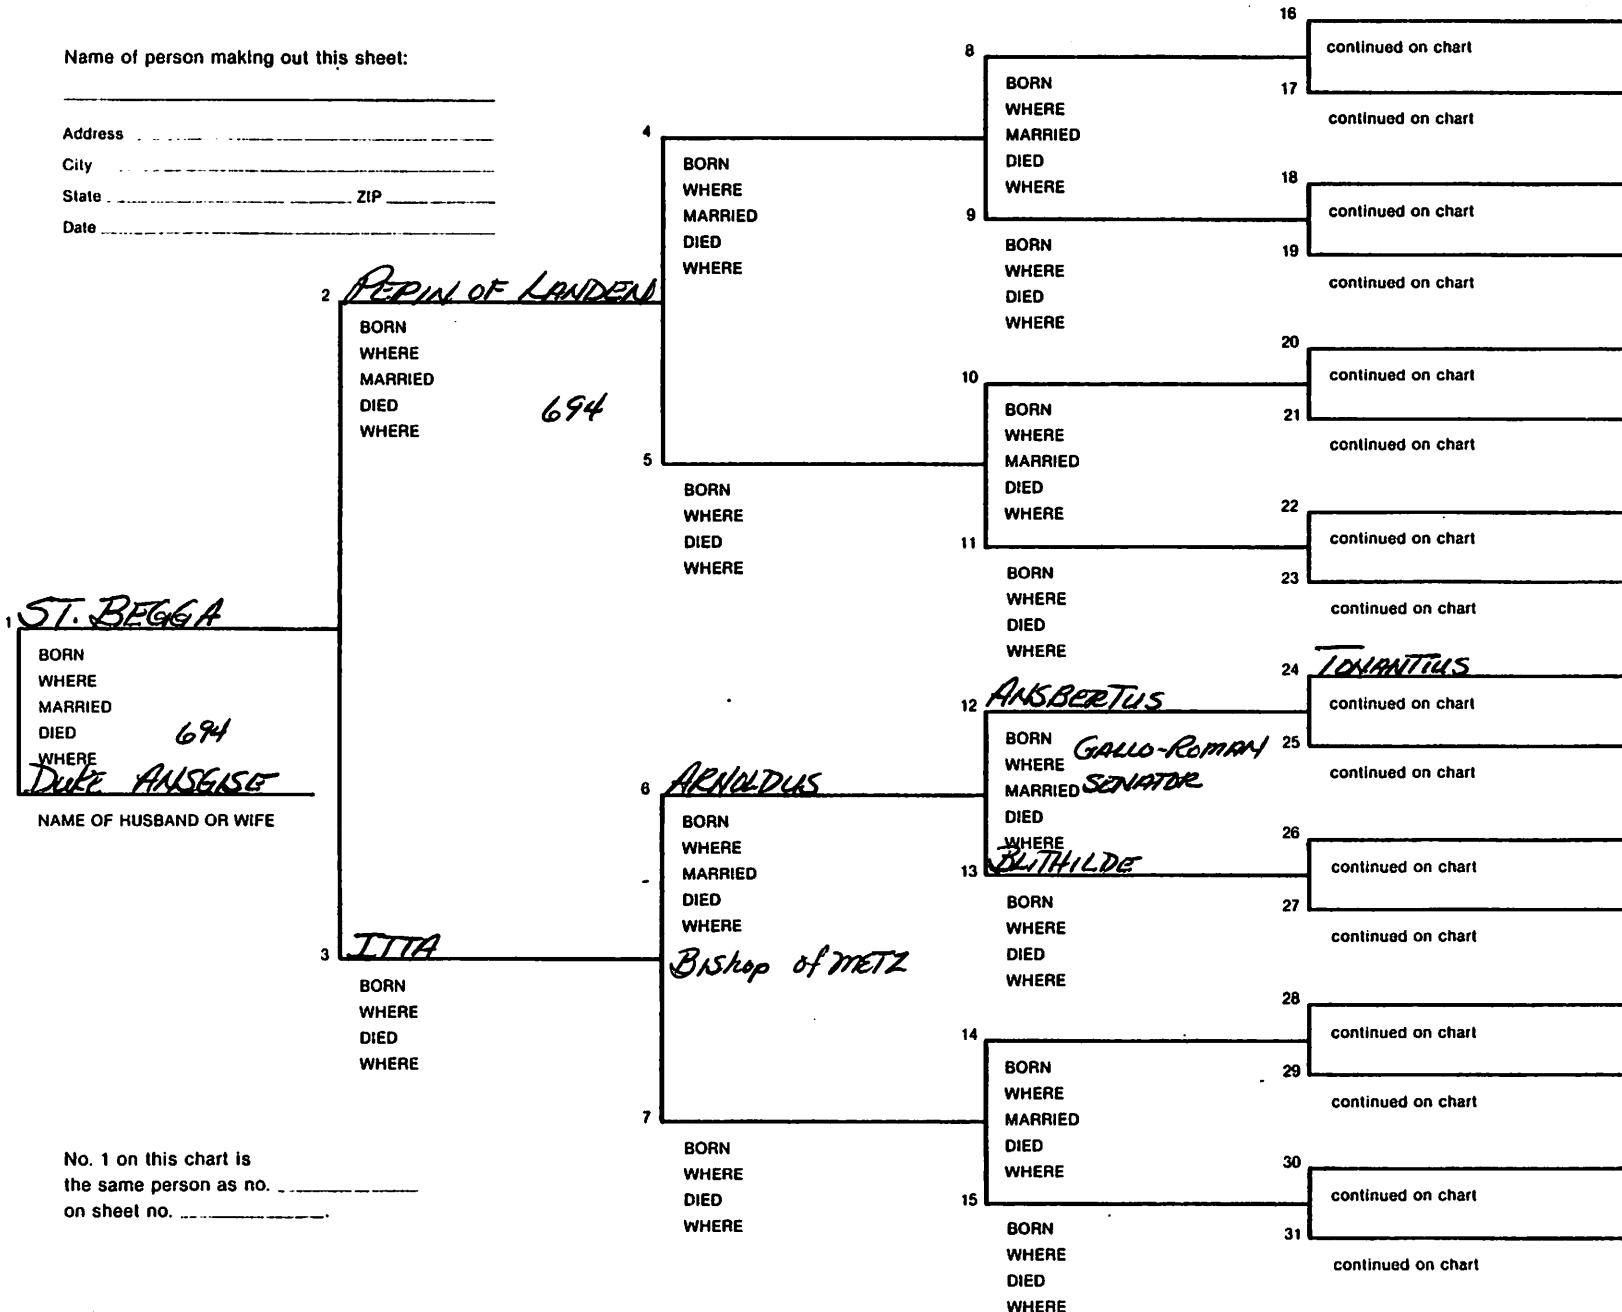 Name of person making out this sheet:
Address
City
State ZIP
Date
1 ST. BEGGA
BORN
WHERE
MARRIED
DIED 694
WHERE
DUKE ANSGISE
NAME OF HUSBAND OR WIFE
No. 1 on this chart is
the same person as no.
on sheet no. .
2 PEPIN OF LANDEN
BORN
WHERE
MARRIED
DIED 694
WHERE
3 ITTA
BORN
WHERE
DIED
WHERE
4
BORN
WHERE
MARRIED
DIED
WHERE
5
BORN
WHERE
DIED
WHERE
6 ARNOLDUS
BORN
WHERE
MARRIED
DIED
WHERE
Bishop of METZ
7
BORN
WHERE
DIED
WHERE
8
BORN
WHERE
MARRIED
DIED
WHERE
9
BORN
WHERE
DIED
WHERE
10
BORN
WHERE
MARRIED
DIED
WHERE
11
BORN
WHERE
DIED
WHERE
12 ANSBERTUS
BORN GALLO-ROMAN
WHERE
MARRIED SENATOR
DIED
WHERE
13 BLITHILDE
BORN
WHERE
DIED
WHERE
14
BORN
WHERE
MARRIED
DIED
WHERE
15
BORN
WHERE
DIED
WHERE
16
continued on chart
17
continued on chart
18
continued on chart
19
continued on chart
20
continued on chart
21
continued on chart
22
continued on chart
23
continued on chart
24 TONANTIUS
continued on chart
25
continued on chart
26
continued on chart
27
continued on chart
28
continued on chart
29
continued on chart
30
continued on chart
31
continued on chart